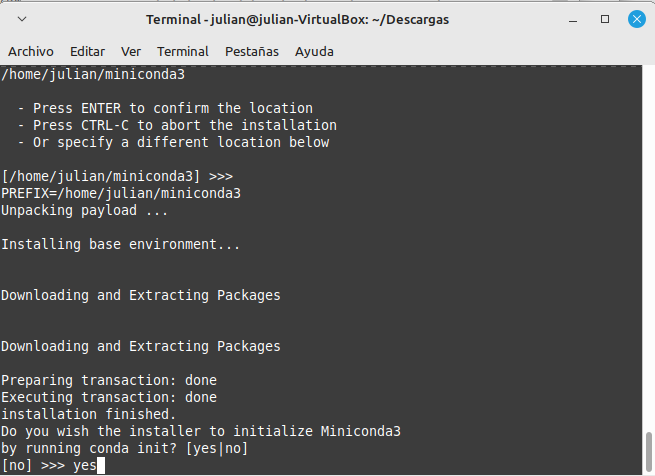 Terminal - julian@julian-VirtualBox: ~/Descargas
Archivo Editar Ver Terminal Pestañas Ayuda
/home/julian/miniconda3
- Press ENTER to confirm the location
- Press CTRL-C to abort the installation
- Or specify a different location below
[/home/julian/miniconda3] >>>
PREFIX=/home/julian/miniconda3
Unpacking payload ...
Installing base environment...
Downloading and Extracting Packages
Downloading and Extracting Packages
Preparing transaction: done
Executing transaction: done
installation finished.
Do you wish the installer to initialize Miniconda3
by running conda init? [yes|no]
[no] >>> yes